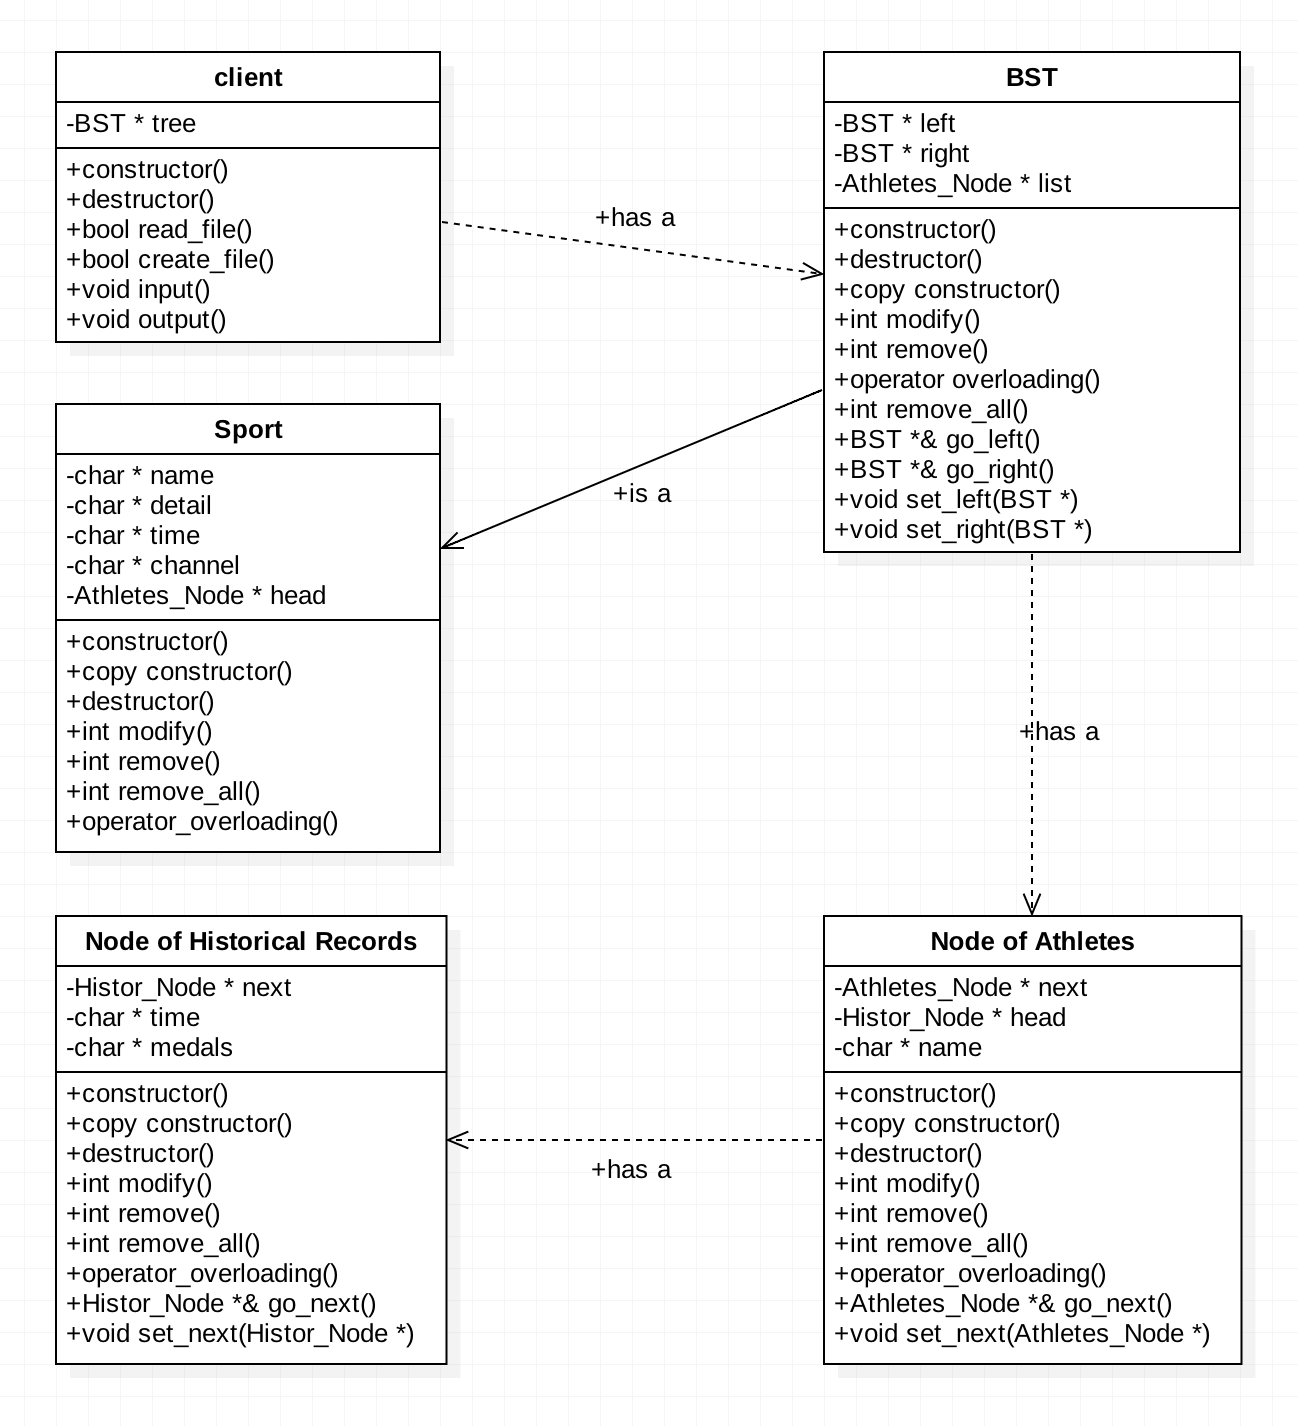 client
-BST * tree
+constructor()
+destructor()
+bool read_file()
+bool create_file()
+void input()
+void output()
+has a
BST
-BST * left
-BST * right
-Athletes_Node * list
+constructor()
+destructor()
+copy constructor()
+int modify()
+int remove()
+operator overloading()
+int remove_all()
+BST *& go_left()
+BST *& go_right()
+void set_left(BST *)
+void set_right(BST *)
Sport
-char * name
-char * detail
-char * time
-char * channel
-Athletes_Node * head
+constructor()
+copy constructor()
+destructor()
+int modify()
+int remove()
+int remove_all()
+operator_overloading()
+is a
+has a
Node of Historical Records
-Histor_Node * next
-char * time
-char * medals
+constructor()
+copy constructor()
+destructor()
+int modify()
+int remove()
+int remove_all()
+operator_overloading()
+Histor_Node *& go_next()
+void set_next(Histor_Node *)
+has a
Node of Athletes
-Athletes_Node * next
-Histor_Node * head
-char * name
+constructor()
+copy constructor()
+destructor()
+int modify()
+int remove()
+int remove_all()
+operator_overloading()
+Athletes_Node *& go_next()
+void set_next(Athletes_Node *)